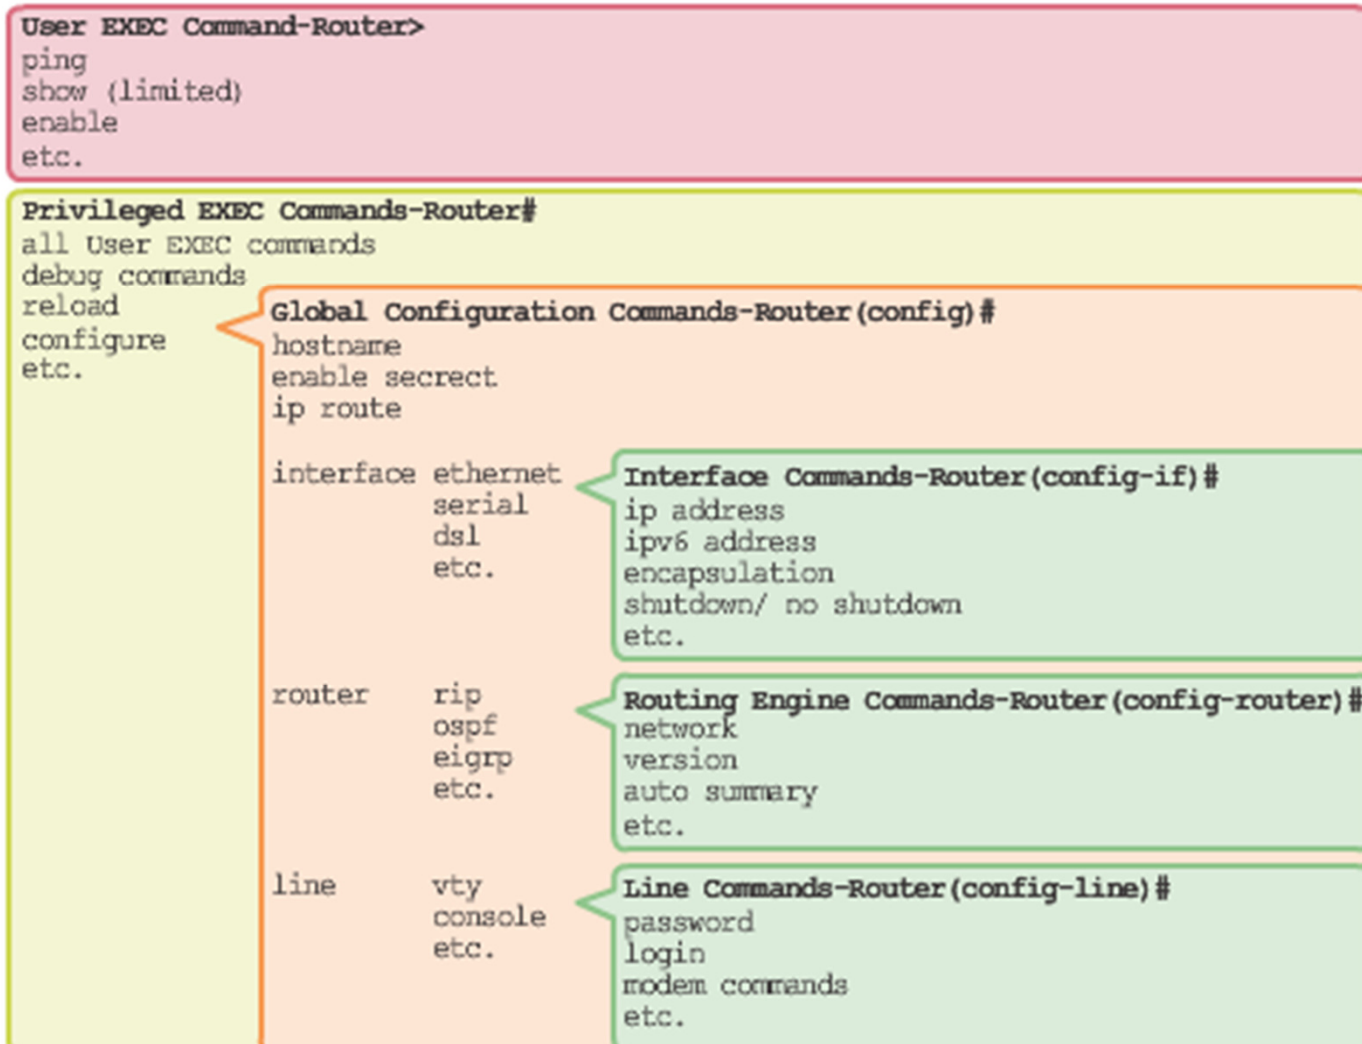 User EXEC Command-Router>
ping
show (limited)
enable
etc.
Privileged EXEC Commands-Router#
all User EXEC commands
debug commands
reload
configure
etc.
Global Configuration Commands-Router(config)#
hostname
enable secrect
ip route
interface ethernet
serial
dsl
etc.
Interface Commands-Router(config-if)#
ip address
ipv6 address
encapsulation
shutdown/ no shutdown
etc.
router rip
ospf
eigrp
etc.
Routing Engine Commands-Router(config-router)#
network
version
auto summary
etc.
line vty
console
etc.
Line Commands-Router(config-line)#
password
login
modem commands
etc.